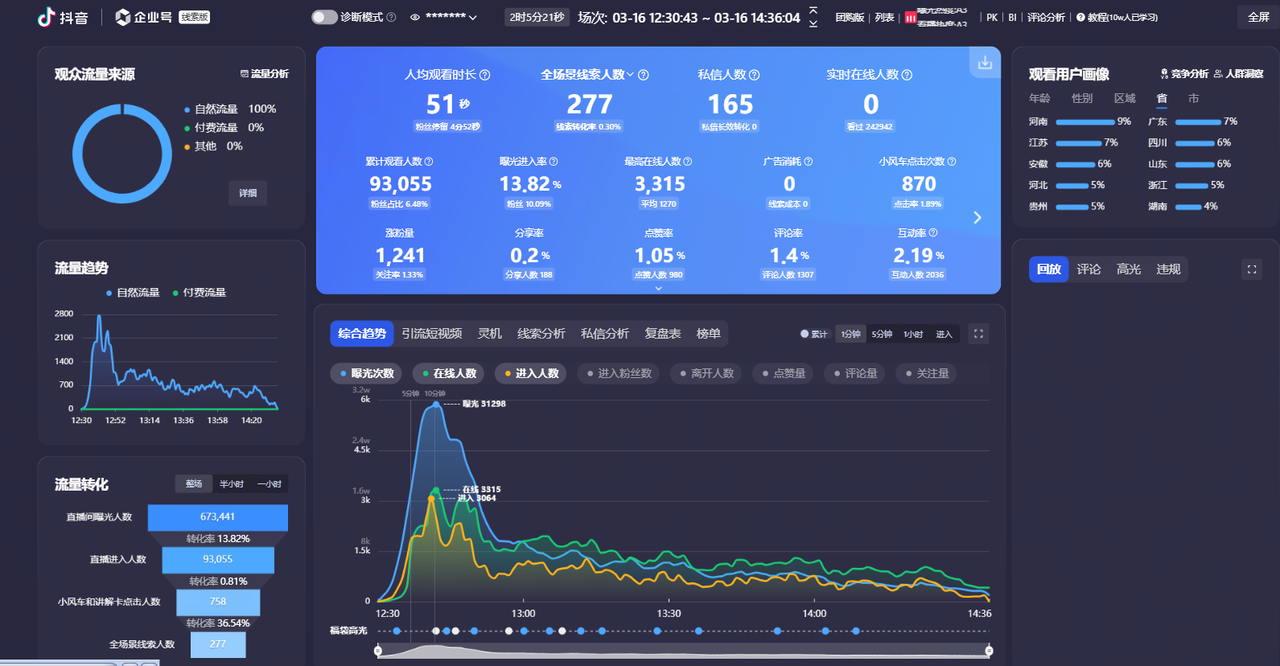 抖音 企业号 线索版
诊断模式 *******
2时5分21秒 场次: 03-16 12:30:43 ~ 03-16 14:36:04
团购版 | 列表 | PK | BI | 评论分析 | 教程(10w人已学习)
全屏
观众流量来源 流量分析
自然流量 100%
付费流量 0%
其他 0%
详细
流量趋势
自然流量 付费流量
2800
2100
1400
700
0
12:30 12:52 13:14 13:36 13:58 14:20
流量转化 整场 半小时 一小时
直播间曝光人数 673,441
转化率 13.82%
直播进入人数 93,055
转化率 0.81%
小风车和讲解卡点击人数 758
转化率 36.54%
全场景线索人数 277
人均观看时长 全场景线索人数 私信人数 实时在线人数
51 秒 277 165 0
粉丝停留 4分52秒 线索转化率 0.30% 私信长效转化 0 看过 242942
累计观看人数 曝光进入率 最高在线人数 广告消耗 小风车点击次数
93,055 13.82 % 3,315 0 870
粉丝占比 6.48% 粉丝 10.09% 平均 1270 线索成本 0 点击率 1.89%
涨粉量 分享率 点赞率 评论率 互动率
1,241 0.2 % 1.05 % 1.4 % 2.19 %
关注率 1.33% 分享人数 188 点赞人数 980 评论人数 1307 互动人数 2036
综合趋势 引流短视频 灵机 线索分析 私信分析 复盘表 榜单
累计 1分钟 5分钟 1小时 进入
曝光次数 在线人数 进入人数 进入粉丝数 离开人数 点赞量 评论量 关注量
5分钟 10分钟
3.2w
6k
2.4w
4.5k
1.6w
3k
8k
1.5k
0
曝光 31298
在线 3315
进入 3064
12:30 13:00 13:30 14:00 14:36
福袋高光
观看用户画像 竞争分析 人群洞察
年龄 性别 区域 省 市
河南 9% 广东 7%
江苏 7% 四川 6%
安徽 6% 山东 6%
河北 5% 浙江 5%
贵州 5% 湖南 4%
回放 评论 高光 违规